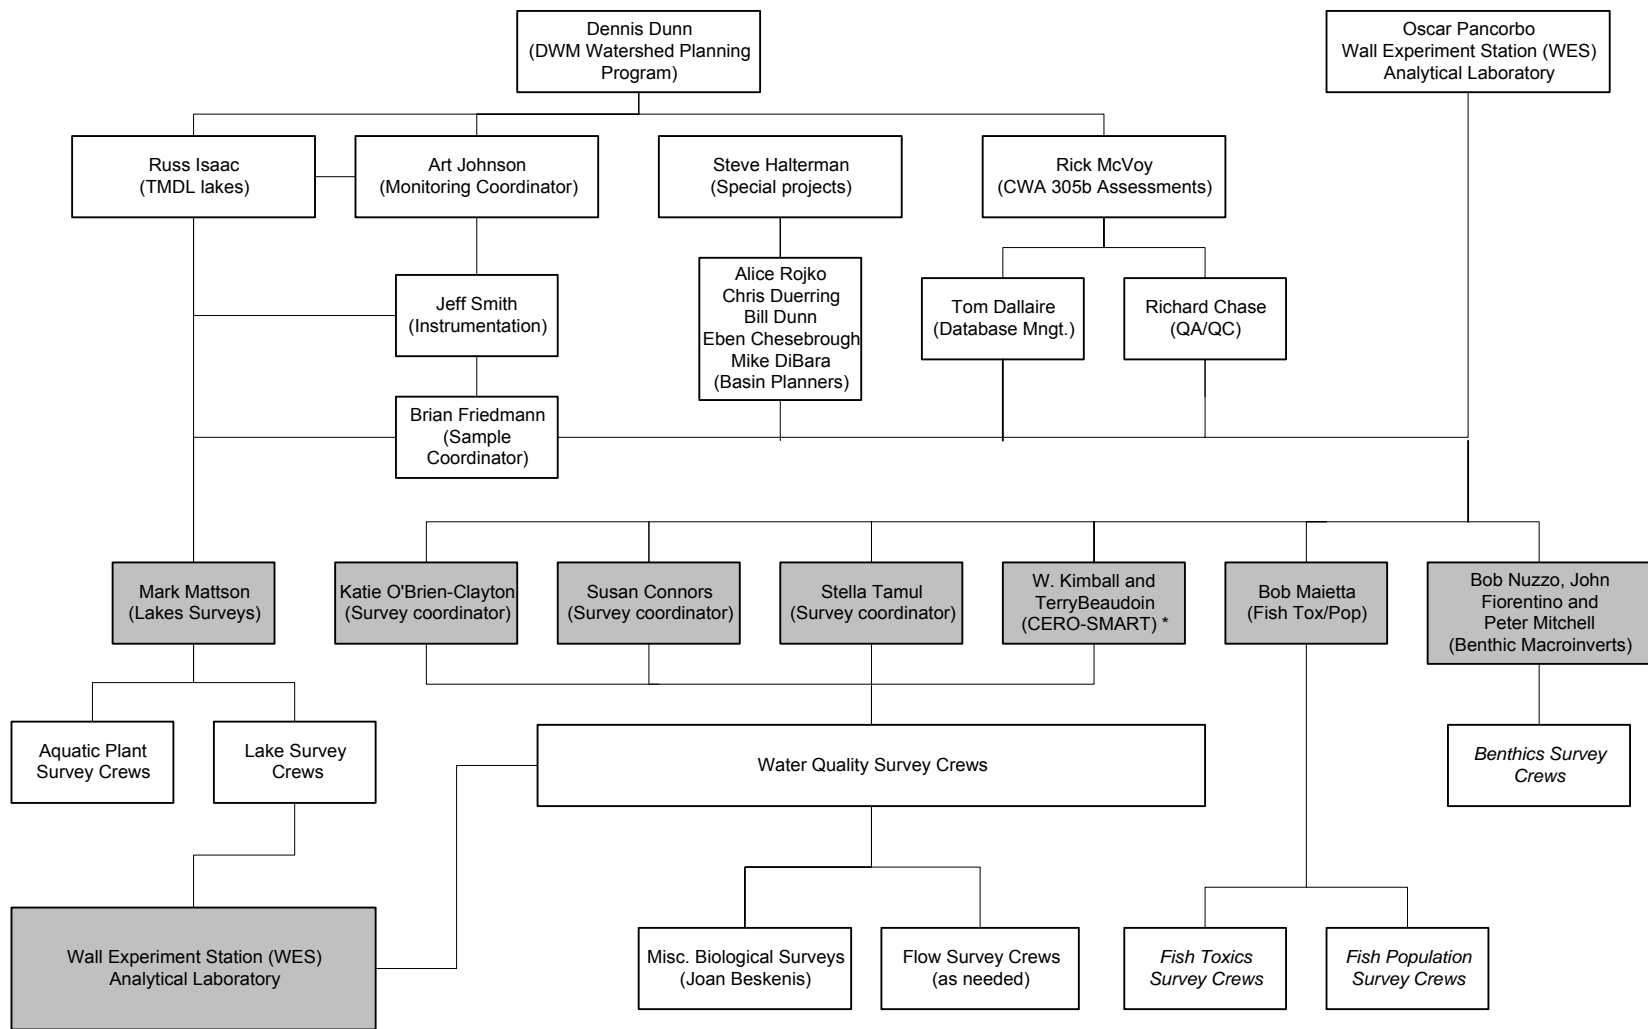 Dennis Dunn
(DWM Watershed Planning
Program)
Oscar Pancorbo
Wall Experiment Station (WES)
Analytical Laboratory
Russ Isaac
(TMDL lakes)
Art Johnson
(Monitoring Coordinator)
Steve Halterman
(Special projects)
Rick McVoy
(CWA 305b Assessments)
Jeff Smith
(Instrumentation)
Alice Rojko
Chris Duerring
Bill Dunn
Eben Chesebrough
Mike DiBara
(Basin Planners)
Tom Dallaire
(Database Mngt.)
Richard Chase
(QA/QC)
Brian Friedmann
(Sample
Coordinator)
Mark Mattson
(Lakes Surveys)
Katie O'Brien-Clayton
(Survey coordinator)
Susan Connors
(Survey coordinator)
Stella Tamul
(Survey coordinator)
W. Kimball and
TerryBeaudoin
(CERO-SMART) *
Bob Maietta
(Fish Tox/Pop)
Bob Nuzzo, John
Fiorentino and
Peter Mitchell
(Benthic Macroinverts)
Aquatic Plant
Survey Crews
Lake Survey
Crews
Water Quality Survey Crews
Benthics Survey
Crews
Wall Experiment Station (WES)
Analytical Laboratory
Misc. Biological Surveys
(Joan Beskenis)
Flow Survey Crews
(as needed)
Fish Toxics
Survey Crews
Fish Population
Survey Crews